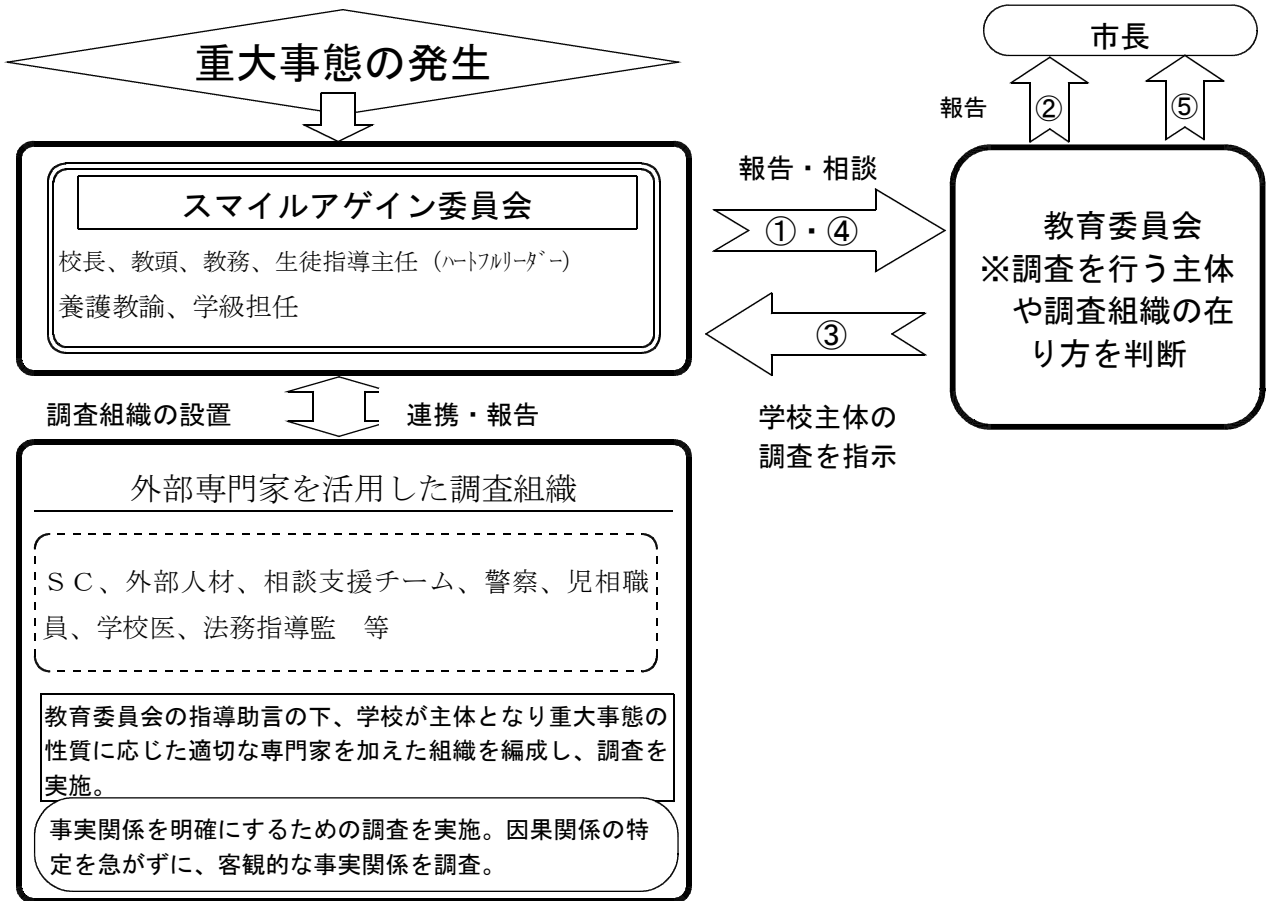 重大事態の発生
市長
報告
②
⑤
スマイルアゲイン委員会
校長、教頭、教務、生徒指導主任（ﾊｰﾄﾌﾙﾘｰﾀﾞｰ）
養護教諭、学級担任
報告・相談
①・④
③
学校主体の
調査を指示
教育委員会
※調査を行う主体
や調査組織の在
り方を判断
調査組織の設置
連携・報告
外部専門家を活用した調査組織
ＳＣ、外部人材、相談支援チーム、警察、児相職
員、学校医、法務指導監　等
教育委員会の指導助言の下、学校が主体となり重大事態の
性質に応じた適切な専門家を加えた組織を編成し、調査を
実施。
事実関係を明確にするための調査を実施。因果関係の特
定を急がずに、客観的な事実関係を調査。